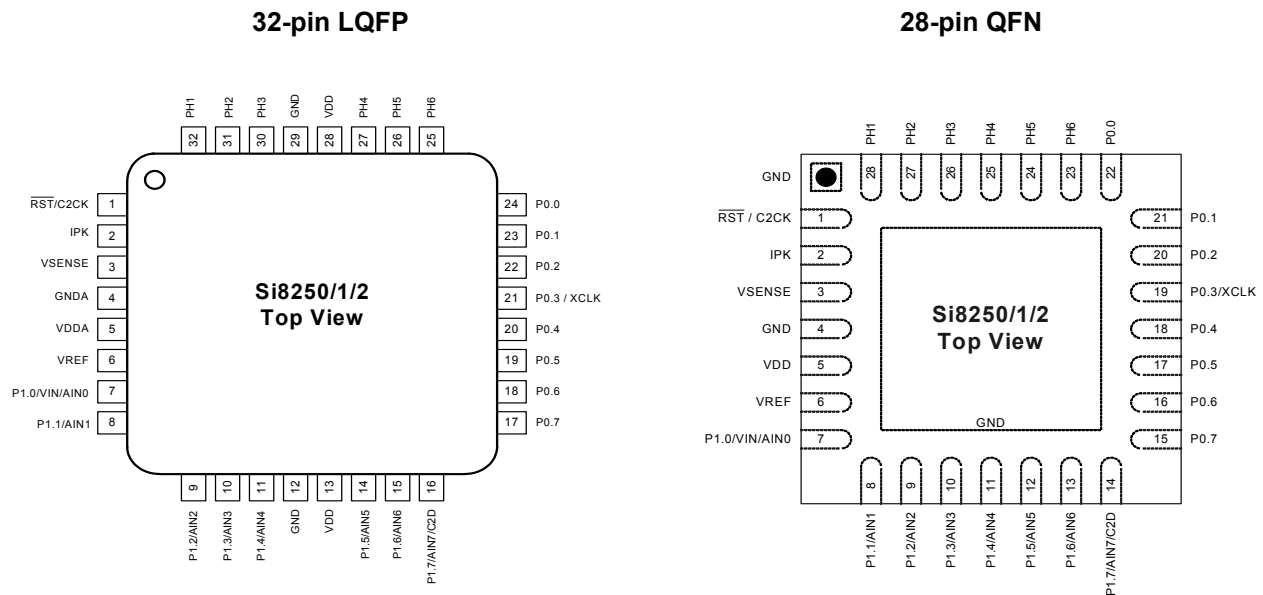 32-pin LQFP
PH1
PH2
PH3
GND
VDD
PH4
PH5
PH6
32
31
30
29
28
27
26
25
RST/C2CK 1
IPK 2
VSENSE 3
GNDA 4
VDDA 5
VREF 6
P1.0/VIN/AIN0 7
P1.1/AIN1 8
Si8250/1/2
Top View
24 P0.0
23 P0.1
22 P0.2
21 P0.3 / XCLK
20 P0.4
19 P0.5
18 P0.6
17 P0.7
9
10
11
12
13
14
15
16
P1.2/AIN2
P1.3/AIN3
P1.4/AIN4
GND
VDD
P1.5/AIN5
P1.6/AIN6
P1.7/AIN7/C2D
28-pin QFN
PH1
PH2
PH3
PH4
PH5
PH6
P0.0
GND
28
27
26
25
24
23
22
RST / C2CK 1
IPK 2
VSENSE 3
GND 4
VDD 5
VREF 6
P1.0/VIN/AIN0 7
Si8250/1/2
Top View
GND
21 P0.1
20 P0.2
19 P0.3/XCLK
18 P0.4
17 P0.5
16 P0.6
15 P0.7
8
9
10
11
12
13
14
P1.1/AIN1
P1.2/AIN2
P1.3/AIN3
P1.4/AIN4
P1.5/AIN5
P1.6/AIN6
P1.7/AIN7/C2D